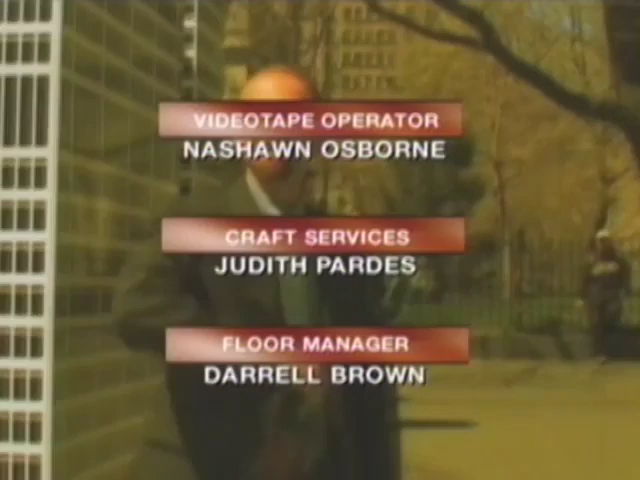 VIDEOTAPE OPERATOR
NASHAWN OSBORNE
CRAFT SERVICES
JUDITH PARDES
FLOOR MANAGER
DARRELL BROWN